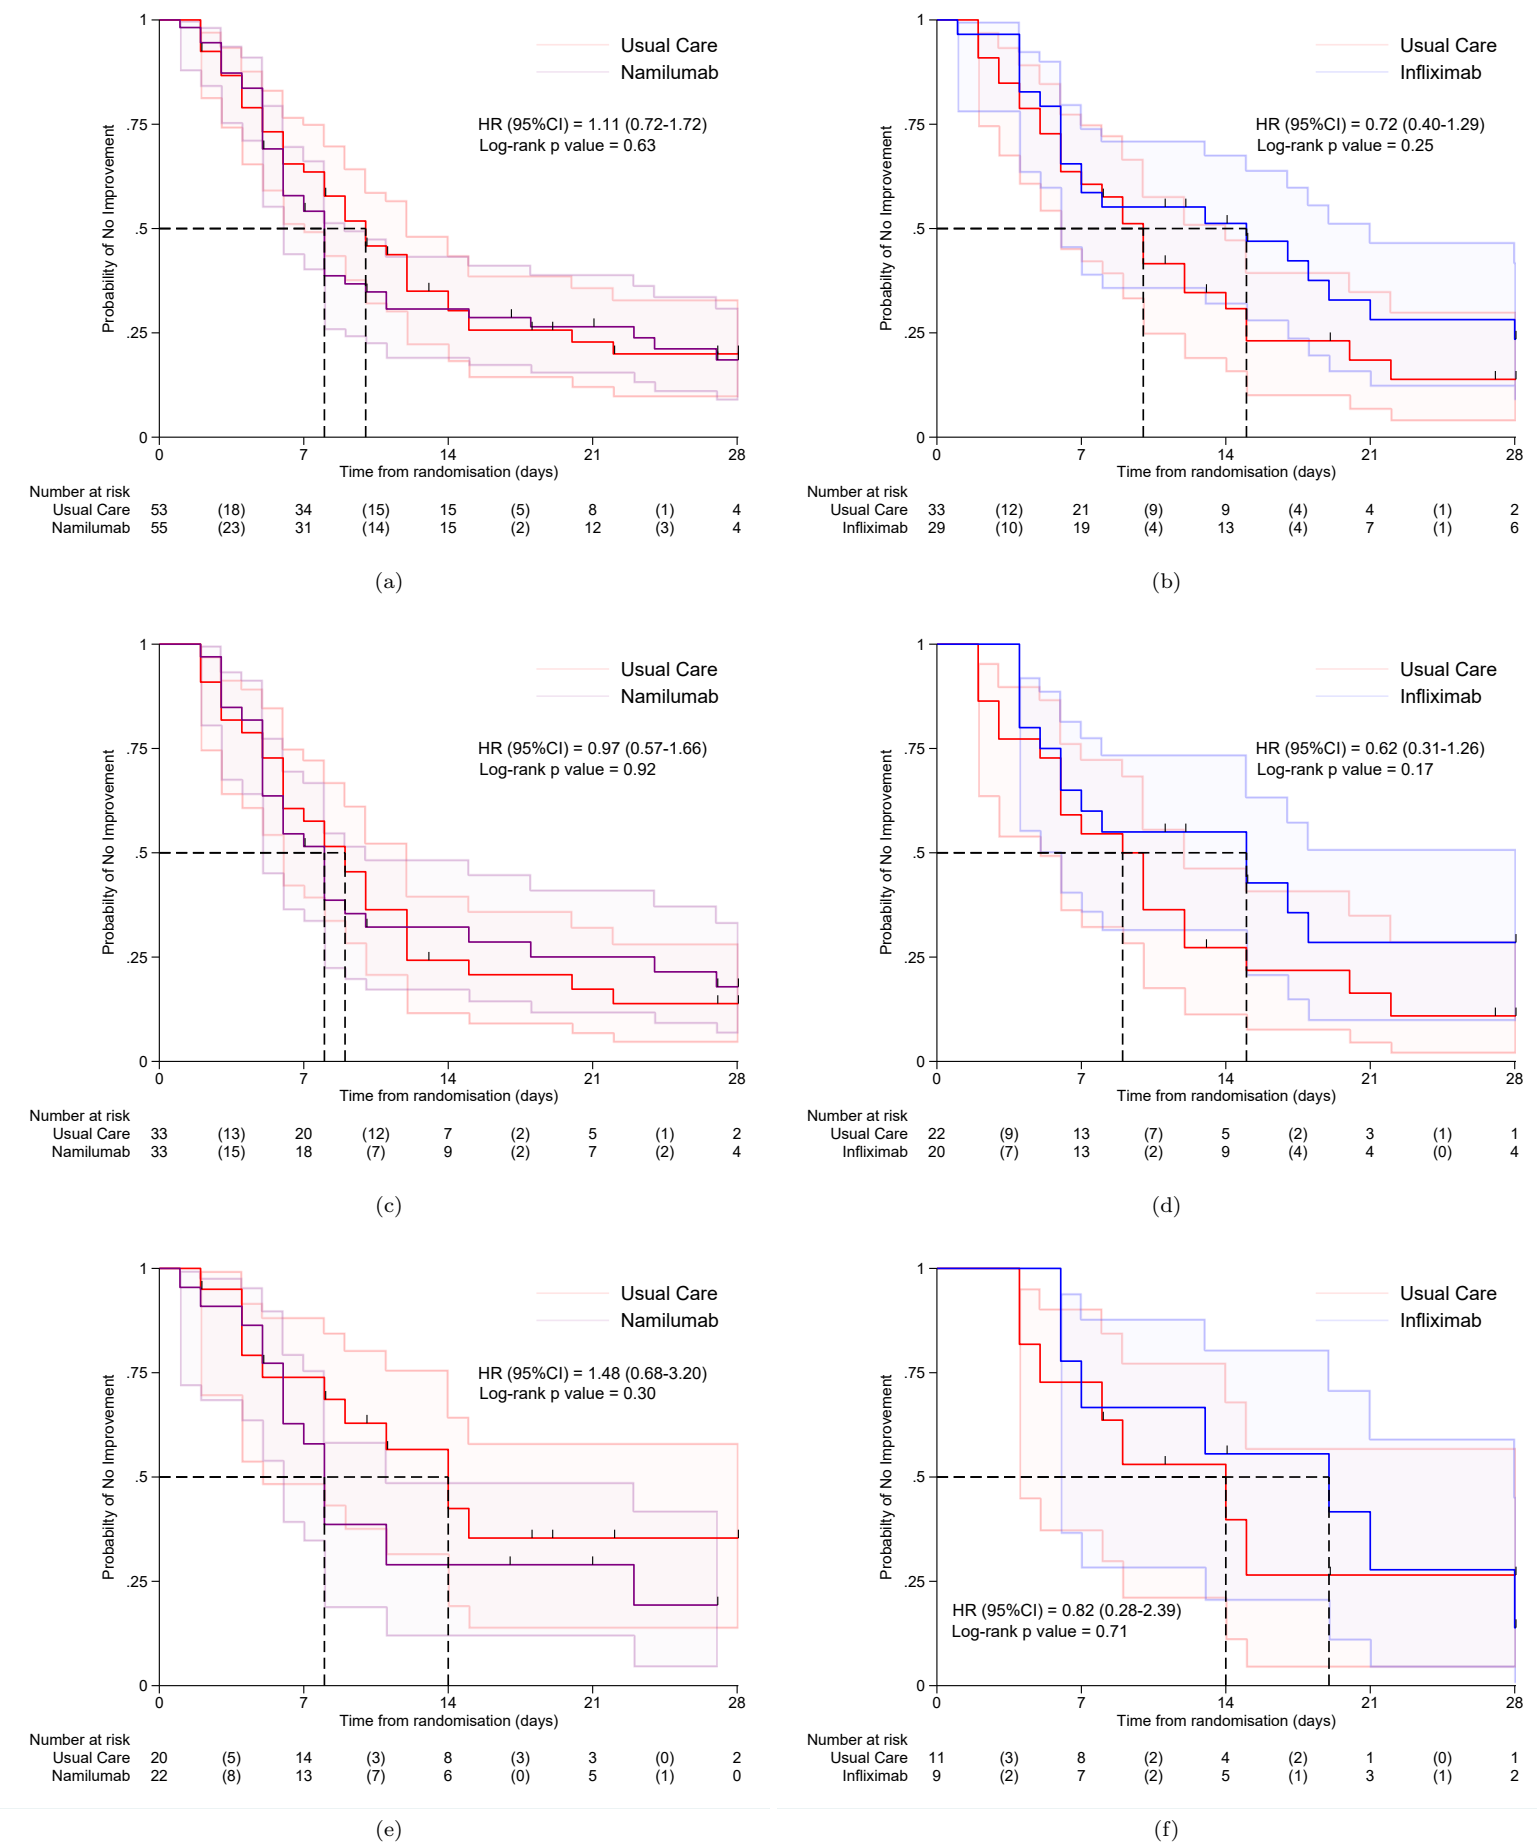 1
.75
.5
.25
0
Probability of No Improvement
Usual Care
Namilumab
HR (95%CI) = 1.11 (0.72-1.72)
Log-rank p value = 0.63
0 7 14 21 28
Time from randomisation (days)
Number at risk
Usual Care 53 (18) 34 (15) 15 (5) 8 (1) 4
Namilumab 55 (23) 31 (14) 15 (2) 12 (3) 4
(a)
1
.75
.5
.25
0
Probability of No Improvement
Usual Care
Infliximab
HR (95%CI) = 0.72 (0.40-1.29)
Log-rank p value = 0.25
0 7 14 21 28
Time from randomisation (days)
Number at risk
Usual Care 33 (12) 21 (9) 9 (4) 4 (1) 2
Infliximab 29 (10) 19 (4) 13 (4) 7 (1) 6
(b)
1
.75
.5
.25
0
Probabilty of No Improvement
Usual Care
Namilumab
HR (95%CI) = 0.97 (0.57-1.66)
Log-rank p value = 0.92
0 7 14 21 28
Time from randomisation (days)
Number at risk
Usual Care 33 (13) 20 (12) 7 (2) 5 (1) 2
Namilumab 33 (15) 18 (7) 9 (2) 7 (2) 4
(c)
1
.75
.5
.25
0
Probabilty of No Improvement
Usual Care
Infliximab
HR (95%CI) = 0.62 (0.31-1.26)
Log-rank p value = 0.17
0 7 14 21 28
Time from randomisation (days)
Number at risk
Usual Care 22 (9) 13 (7) 5 (2) 3 (1) 1
Infliximab 20 (7) 13 (2) 9 (4) 4 (0) 4
(d)
1
.75
.5
.25
0
Probabilty of No Improvement
Usual Care
Namilumab
HR (95%CI) = 1.48 (0.68-3.20)
Log-rank p value = 0.30
0 7 14 21 28
Time from randomisation (days)
Number at risk
Usual Care 20 (5) 14 (3) 8 (3) 3 (0) 2
Namilumab 22 (8) 13 (7) 6 (0) 5 (1) 0
(e)
1
.75
.5
.25
0
Probabilty of No Improvement
Usual Care
Infliximab
HR (95%CI) = 0.82 (0.28-2.39)
Log-rank p value = 0.71
0 7 14 21 28
Time from randomisation (days)
Number at risk
Usual Care 11 (3) 8 (2) 4 (2) 1 (0) 1
Infliximab 9 (2) 7 (2) 5 (1) 3 (1) 2
(f)